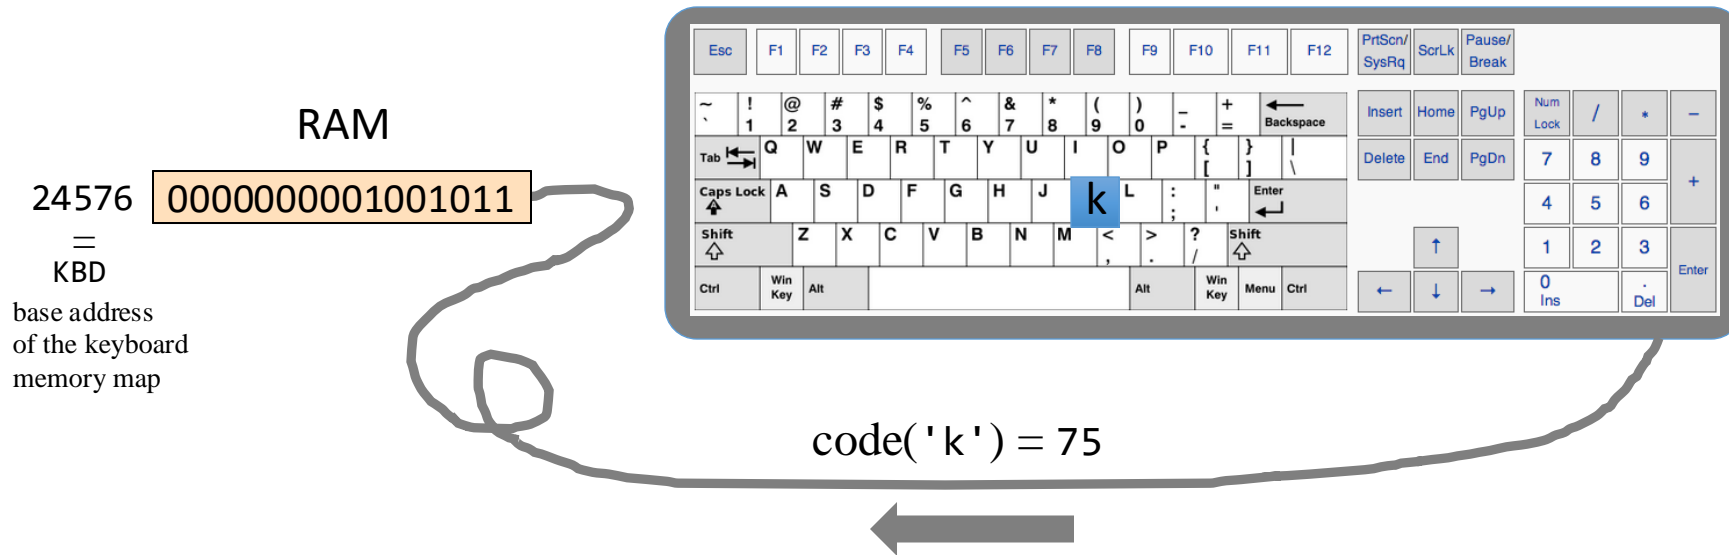 RAM
24576 0000000001001011
=
KBD
base address
of the keyboard
memory map
Esc F1 F2 F3 F4 F5 F6 F7 F8 F9 F10 F11 F12 PrtScn/ SysRq ScrLk Pause/ Break
~ ` ! 1 @ 2 # 3 $ 4 % 5 ^ 6 & 7 * 8 ( 9 ) 0 _ - + = Backspace Insert Home PgUp Num Lock / * −
Tab Q W E R T Y U I O P { [ } ] | \ Delete End PgDn 7 8 9 +
Caps Lock A S D F G H J k L : ; " ' Enter 4 5 6
Shift Z X C V B N M < , > . ? / Shift ↑ 1 2 3 Enter
Ctrl Win Key Alt Alt Win Key Menu Ctrl ← ↓ → 0 Ins . Del
code('k') = 75